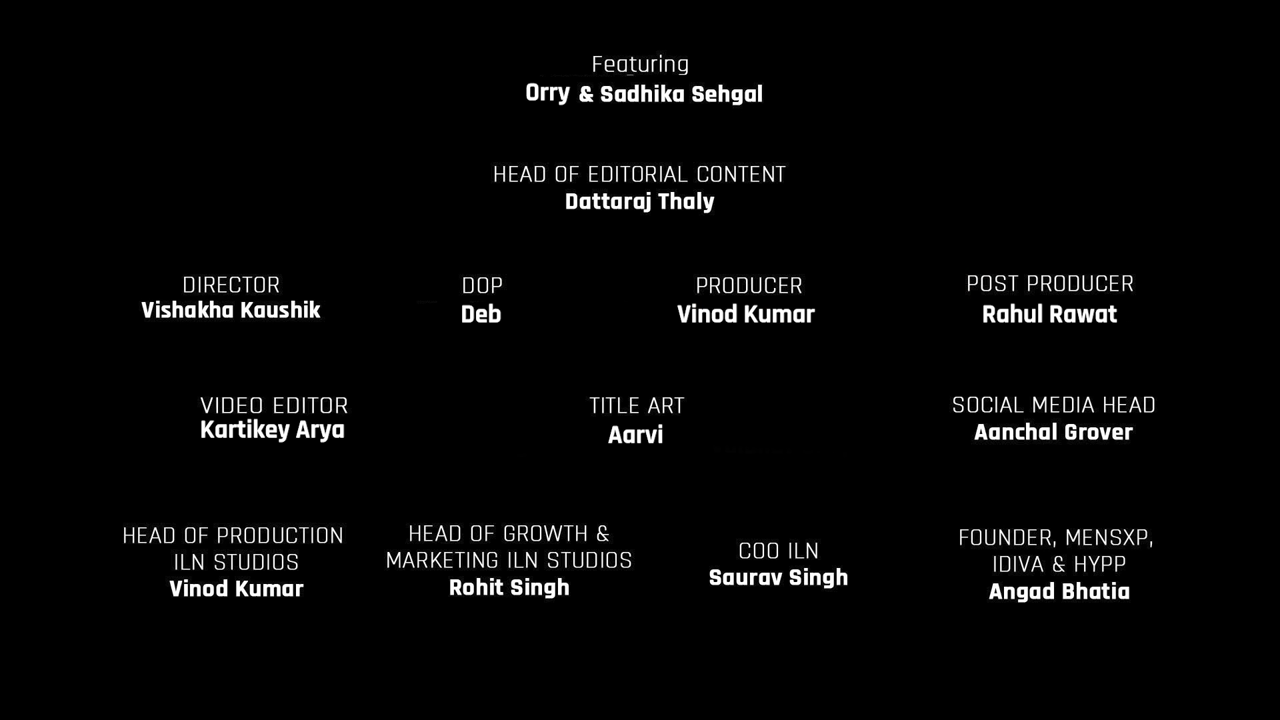 Featuring
Orry & Sadhika Sehgal
HEAD OF EDITORIAL CONTENT
Dattaraj Thaly
DIRECTOR
Vishakha Kaushik
DOP
Deb
PRODUCER
Vinod Kumar
POST PRODUCER
Rahul Rawat
VIDEO EDITOR
Kartikey Arya
TITLE ART
Aarvi
SOCIAL MEDIA HEAD
Aanchal Grover
HEAD OF PRODUCTION
ILN STUDIOS
Vinod Kumar
HEAD OF GROWTH &
MARKETING ILN STUDIOS
Rohit Singh
COO ILN
Saurav Singh
FOUNDER, MENSXP,
IDIVA & HYPP
Angad Bhatia